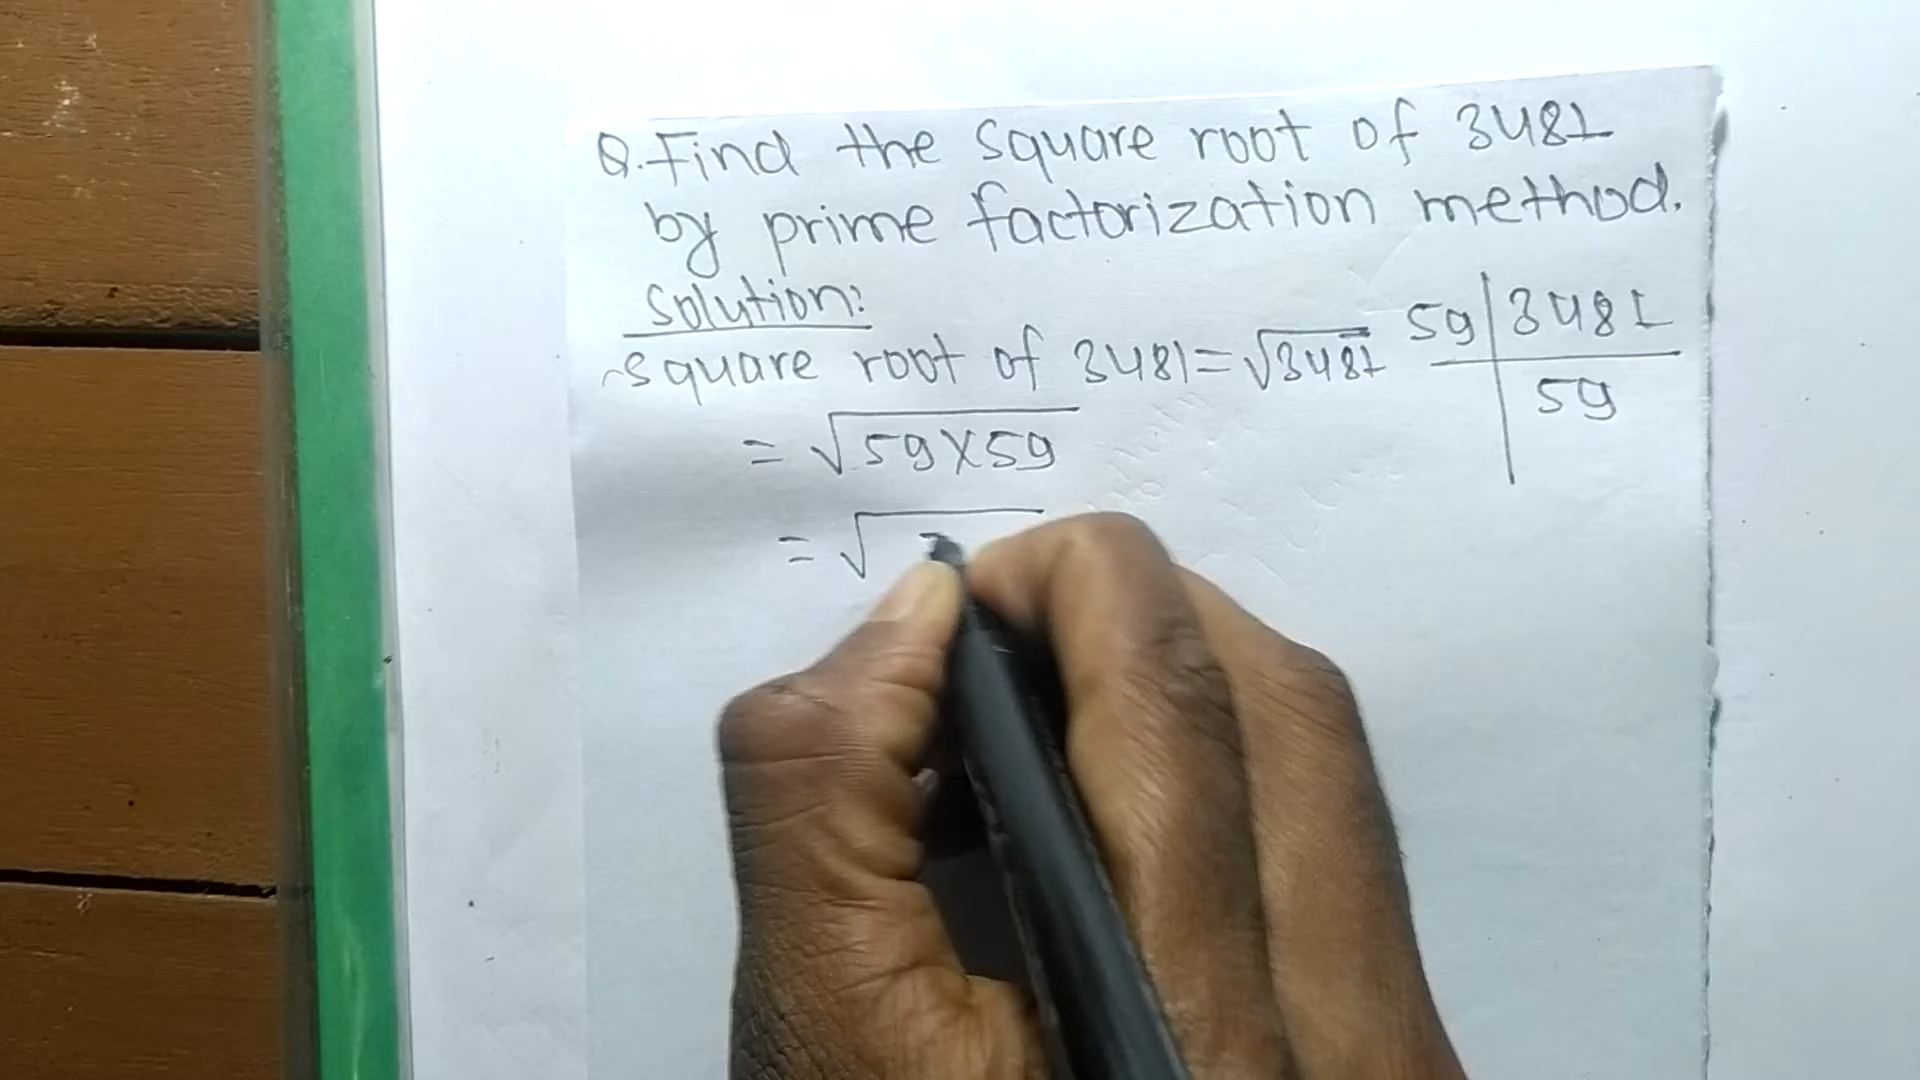 Q. Find the square root of 3481
by prime factorization method.
Solution:
Square root of 3481 = √3481
59 | 3481
59
= √59×59
= √